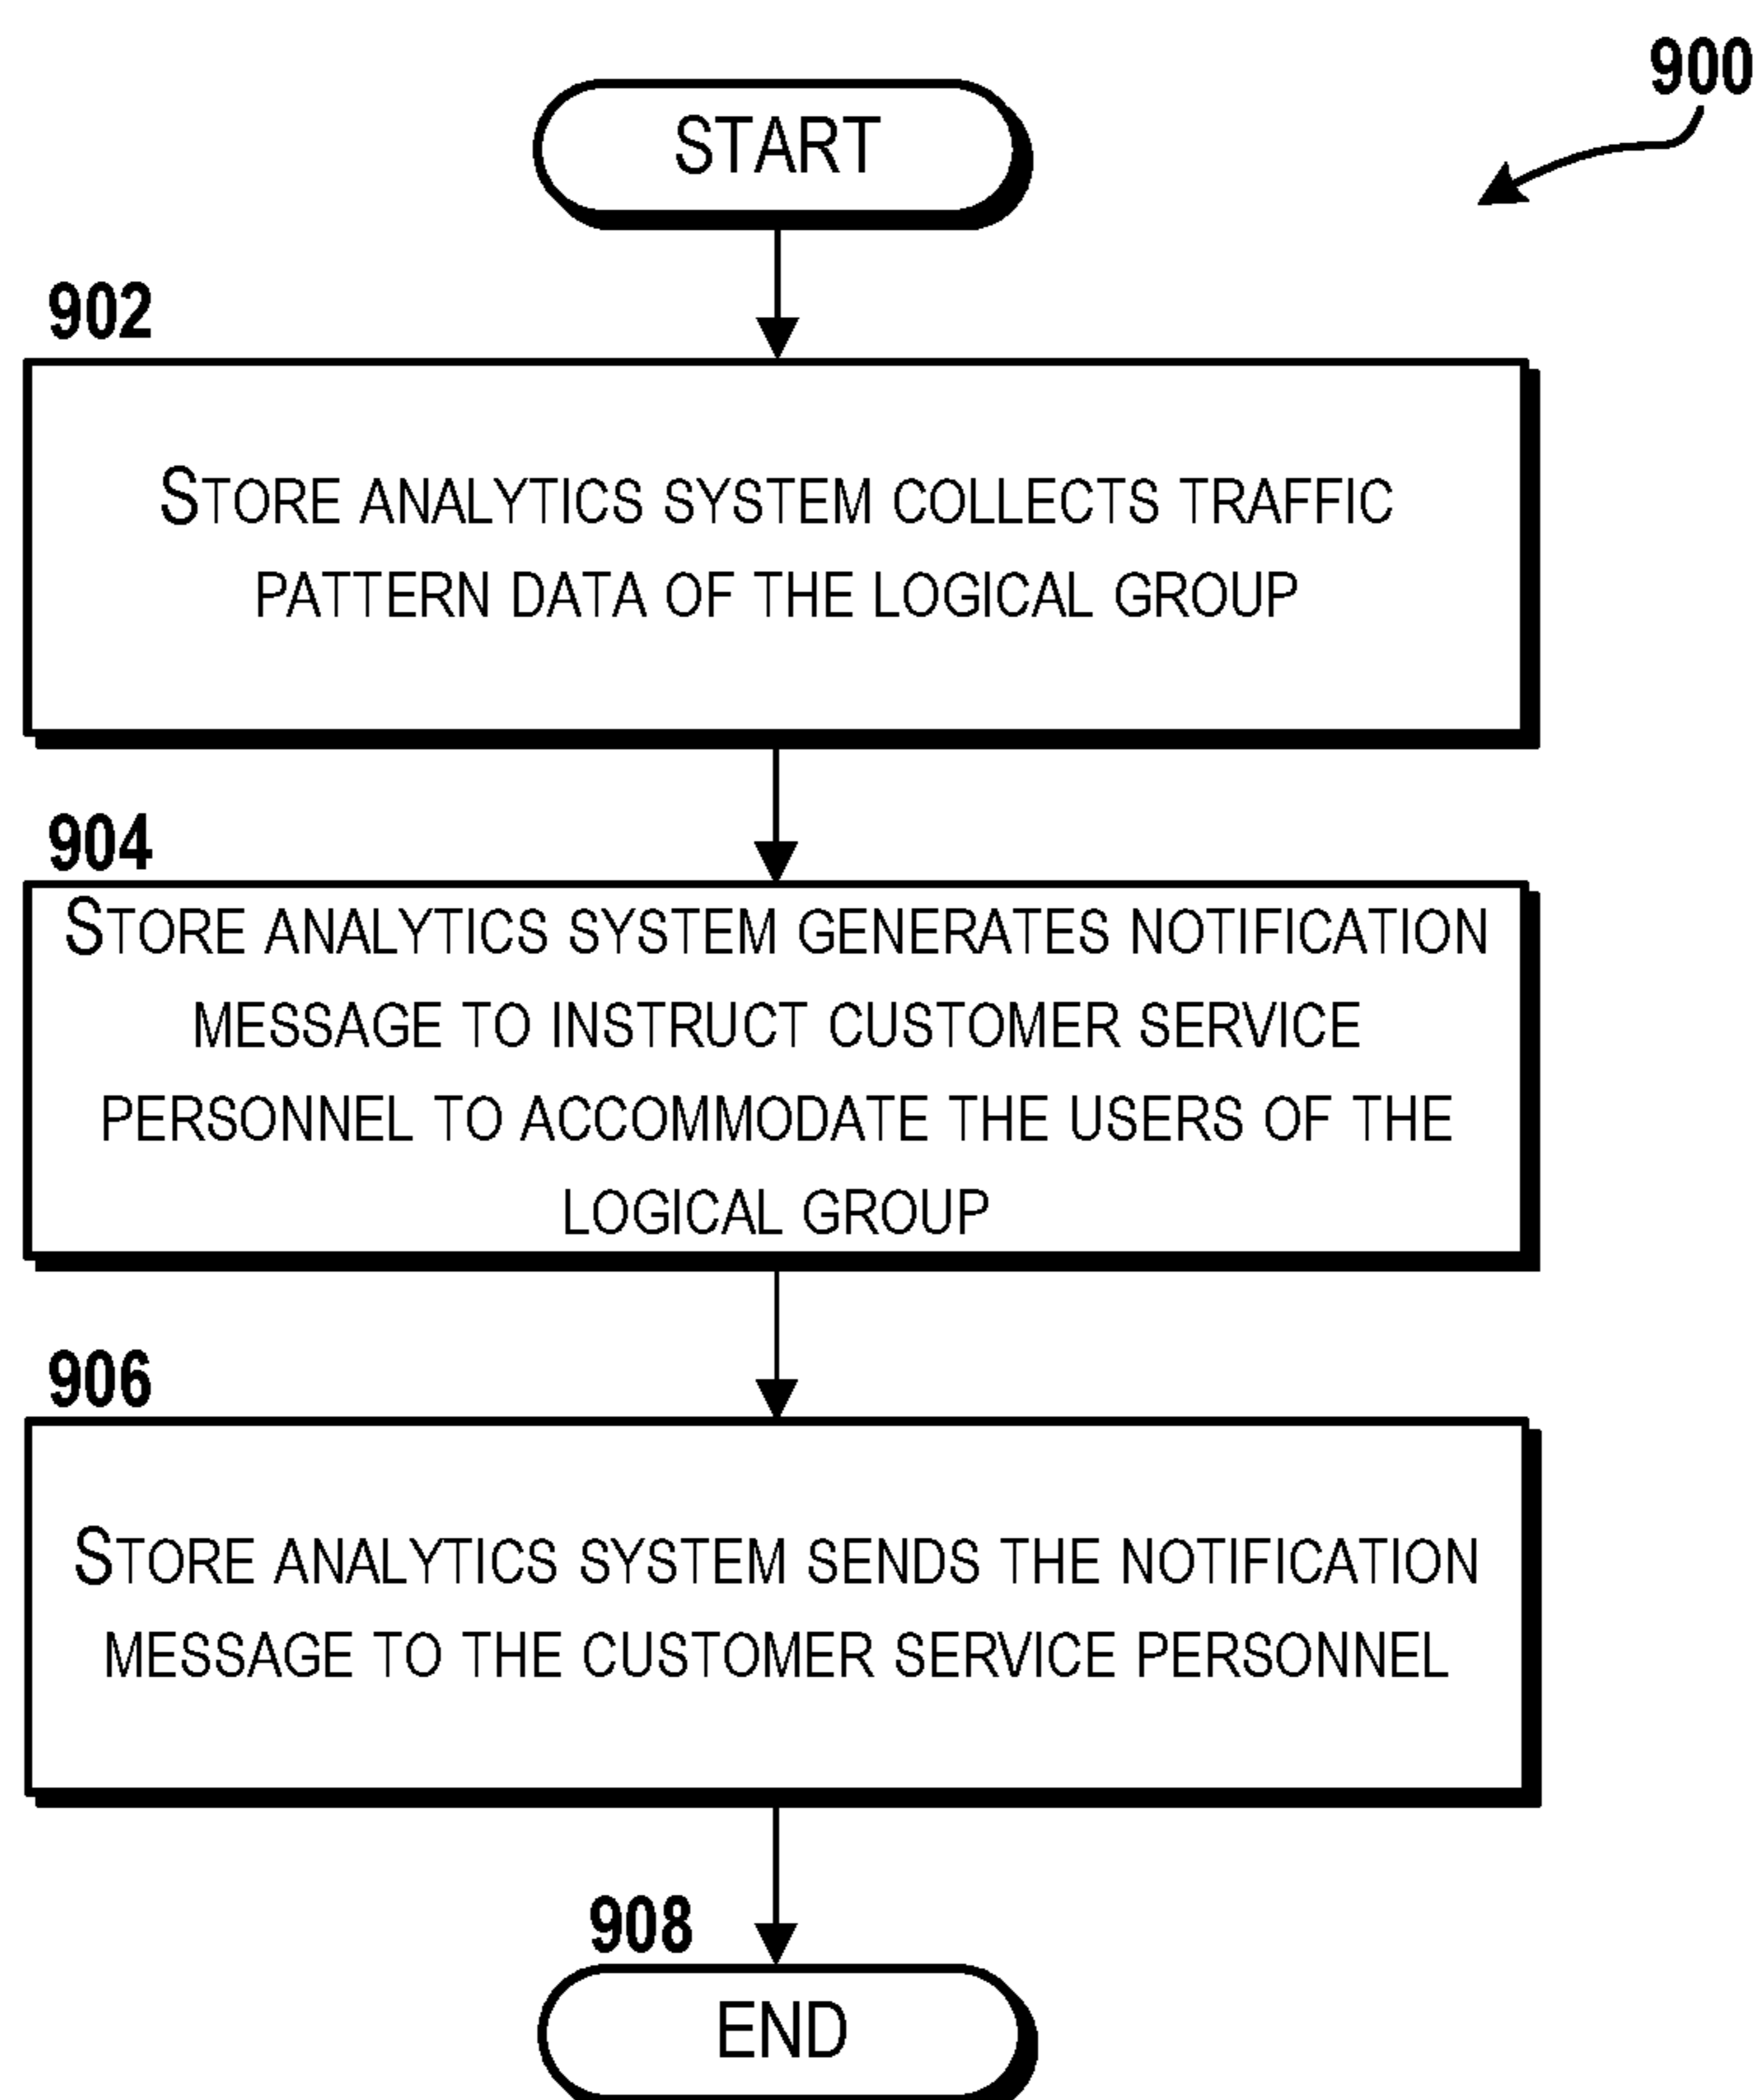 900
START
902
STORE ANALYTICS SYSTEM COLLECTS TRAFFIC
PATTERN DATA OF THE LOGICAL GROUP
904
STORE ANALYTICS SYSTEM GENERATES NOTIFICATION
MESSAGE TO INSTRUCT CUSTOMER SERVICE
PERSONNEL TO ACCOMMODATE THE USERS OF THE
LOGICAL GROUP
906
STORE ANALYTICS SYSTEM SENDS THE NOTIFICATION
MESSAGE TO THE CUSTOMER SERVICE PERSONNEL
908
END